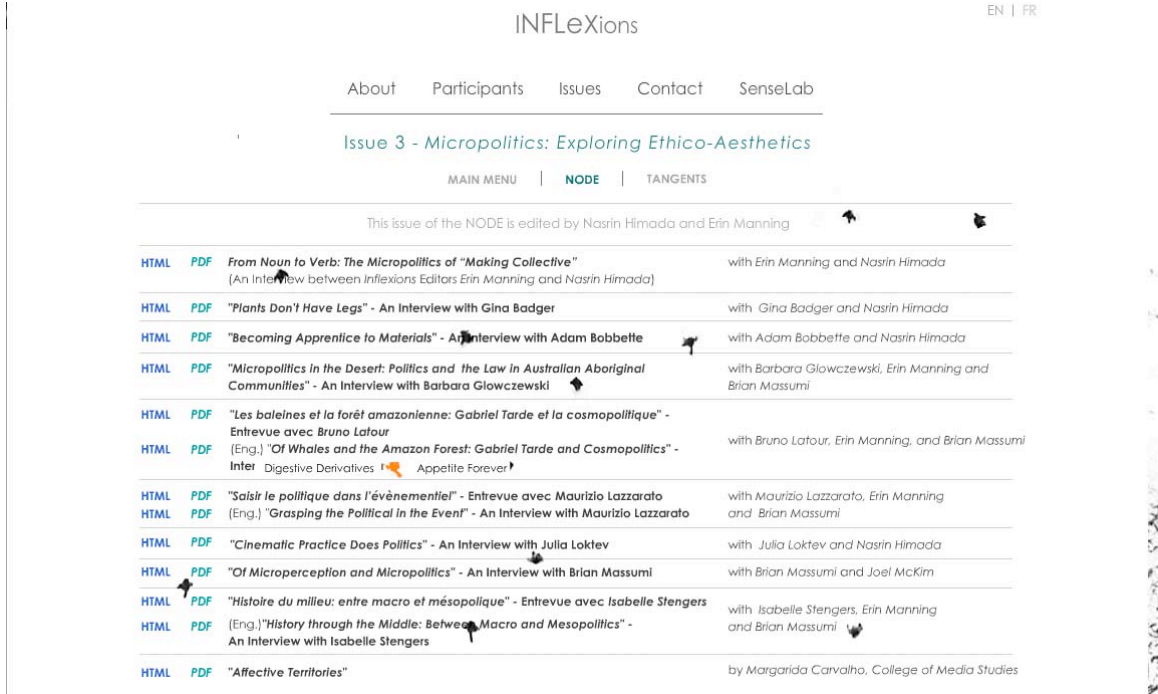 INFLeXions
EN | FR
About Participants Issues Contact SenseLab
Issue 3 - Micropolitics: Exploring Ethico-Aesthetics
MAIN MENU | NODE | TANGENTS
This issue of the NODE is edited by Nasrin Himada and Erin Manning
HTML PDF From Noun to Verb: The Micropolitics of “Making Collective” with Erin Manning and Nasrin Himada
(An Interview between Inflexions Editors Erin Manning and Nasrin Himada)
HTML PDF "Plants Don't Have Legs" - An Interview with Gina Badger with Gina Badger and Nasrin Himada
HTML PDF "Becoming Apprentice to Materials" - An Interview with Adam Bobbette with Adam Bobbette and Nasrin Himada
HTML PDF "Micropolitics in the Desert: Politics and the Law in Australian Aboriginal with Barbara Glowczewski, Erin Manning and
Communities" - An Interview with Barbara Glowczewski Brian Massumi
HTML PDF "Les baleines et la forêt amazonienne: Gabriel Tarde et la cosmopolitique" -
Entrevue avec Bruno Latour
with Bruno Latour, Erin Manning, and Brian Massumi
HTML PDF (Eng.) "Of Whales and the Amazon Forest: Gabriel Tarde and Cosmopolitics" -
Inter Digestive Derivatives Appetite Forever
HTML PDF "Saisir le politique dans l'évènementiel" - Entrevue avec Maurizio Lazzarato with Maurizio Lazzarato, Erin Manning
HTML PDF (Eng.) "Grasping the Political in the Event" - An Interview with Maurizio Lazzarato and Brian Massumi
HTML PDF "Cinematic Practice Does Politics" - An Interview with Julia Loktev with Julia Loktev and Nasrin Himada
HTML PDF "Of Microperception and Micropolitics" - An Interview with Brian Massumi with Brian Massumi and Joel McKim
HTML PDF "Histoire du milieu: entre macro et mésopolique" - Entrevue avec Isabelle Stengers with Isabelle Stengers, Erin Manning
HTML PDF (Eng.)"History through the Middle: Between Macro and Mesopolitics" - and Brian Massumi
An Interview with Isabelle Stengers
HTML PDF "Affective Territories" by Margarida Carvalho, College of Media Studies